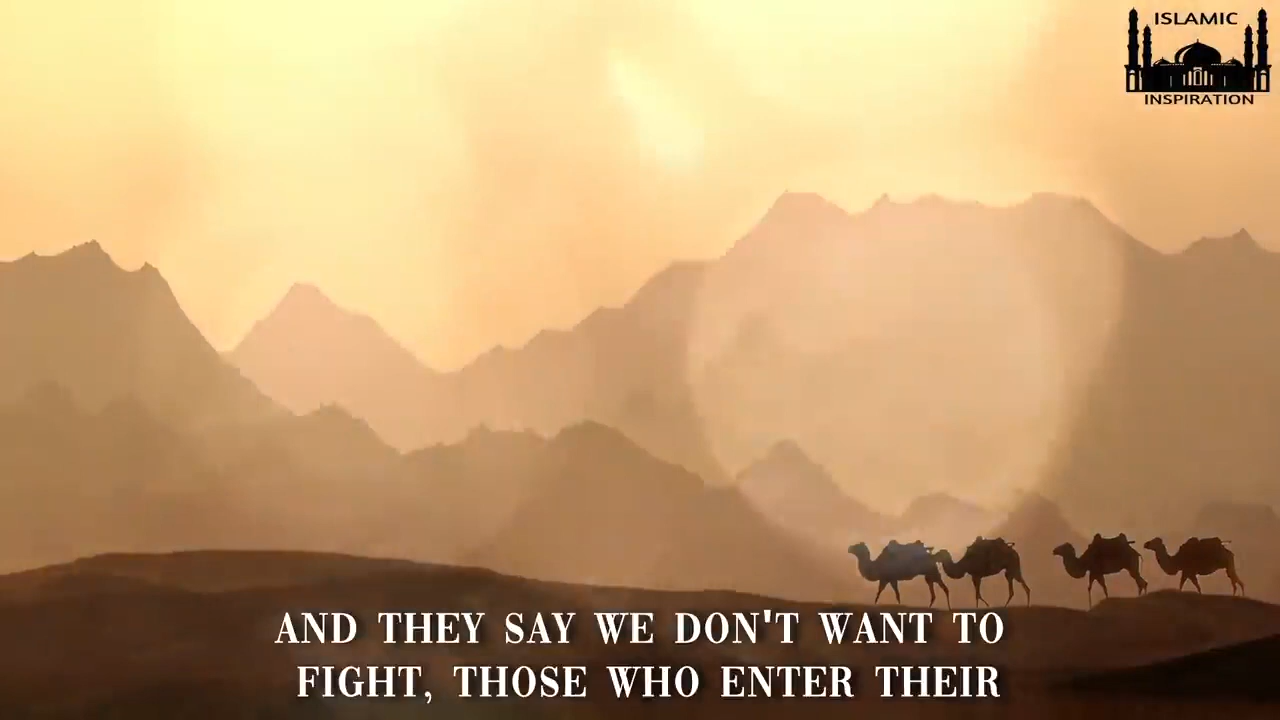 ISLAMIC
INSPIRATION
AND THEY SAY WE DON'T WANT TO
FIGHT, THOSE WHO ENTER THEIR